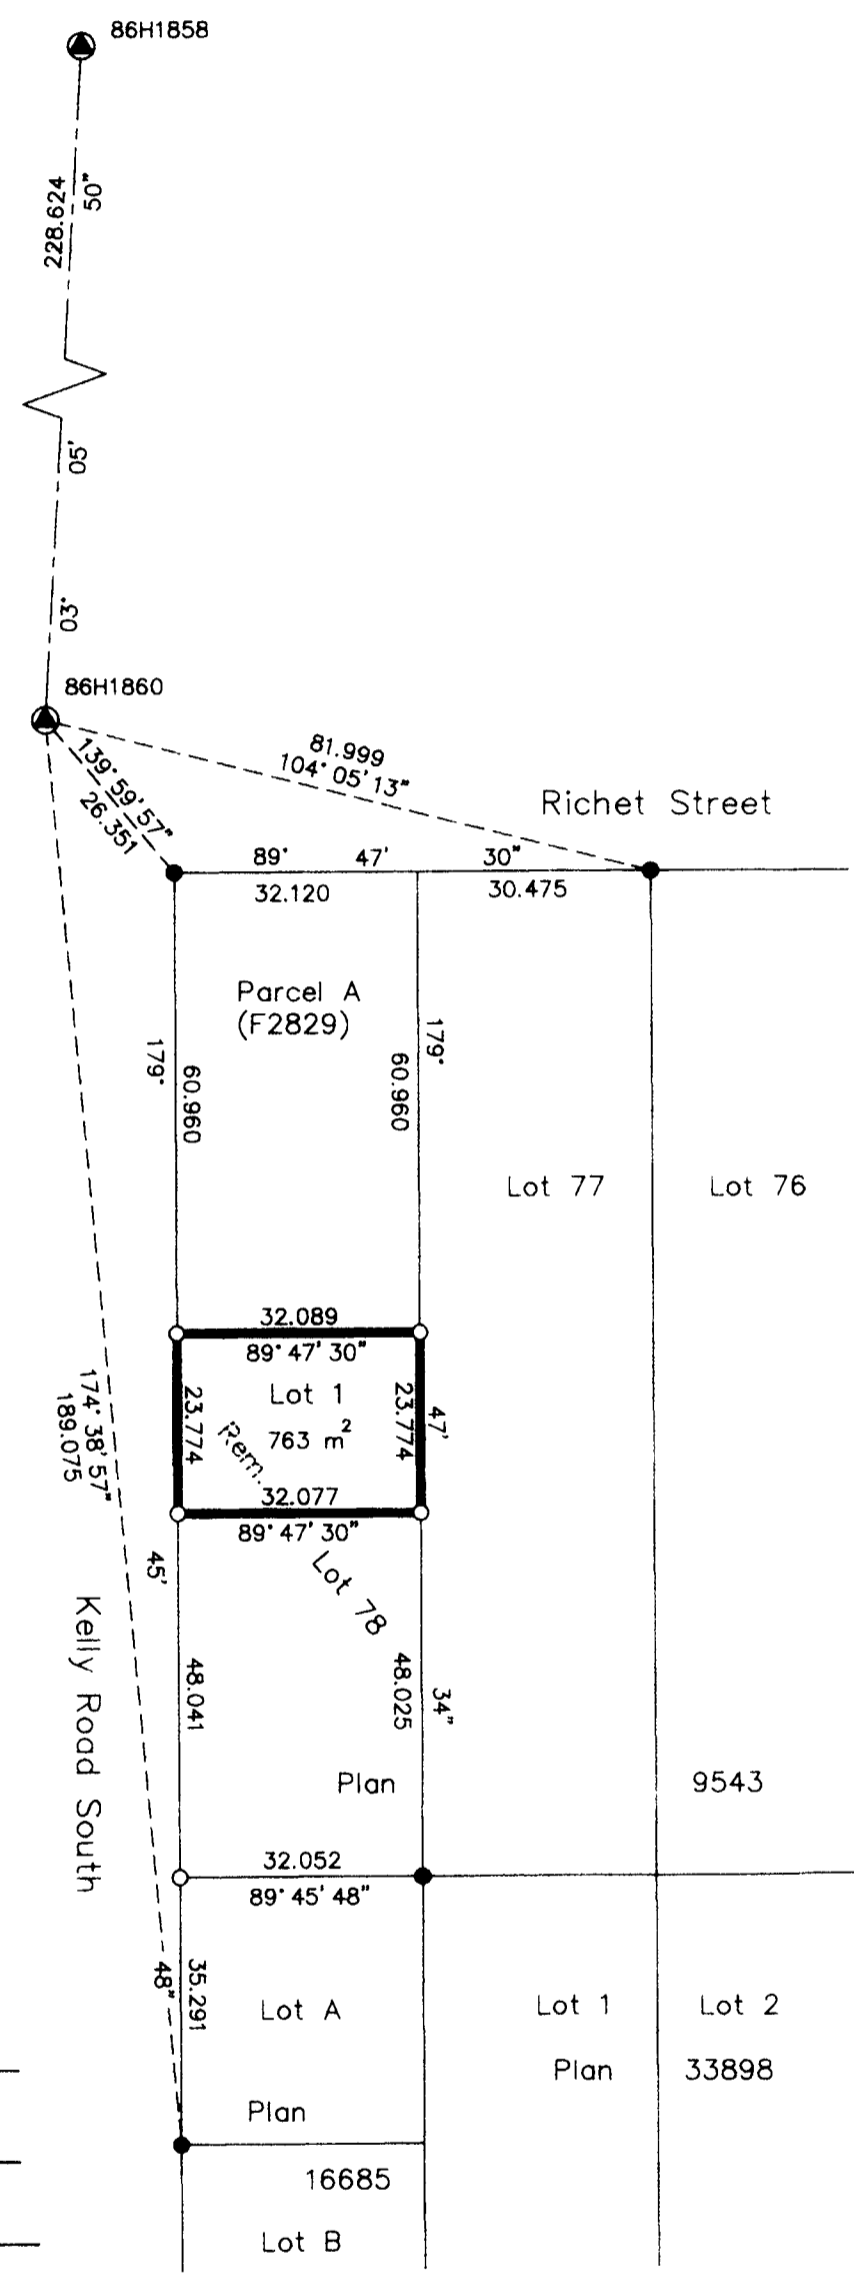 86H1858
228.624
50"
05'
03°
86H1860
139° 59' 57"
26.351
81.999
104° 05' 13"
Richet Street
89° 47' 30"
32.120
30.475
Parcel A
(F2829)
179°
60.960
60.960
179°
Lot 77
Lot 76
32.089
89° 47' 30"
Lot 1
763 m²
23.774
23.774
47'
Rem.
32.077
89° 47' 30"
Lot 78
174° 38' 57"
189.075
45'
Kelly Road South
48.041
48.025
34"
Plan
9543
32.052
89° 45' 48"
48"
35.291
Lot A
Lot 1
Lot 2
Plan
33898
Plan
16685
Lot B